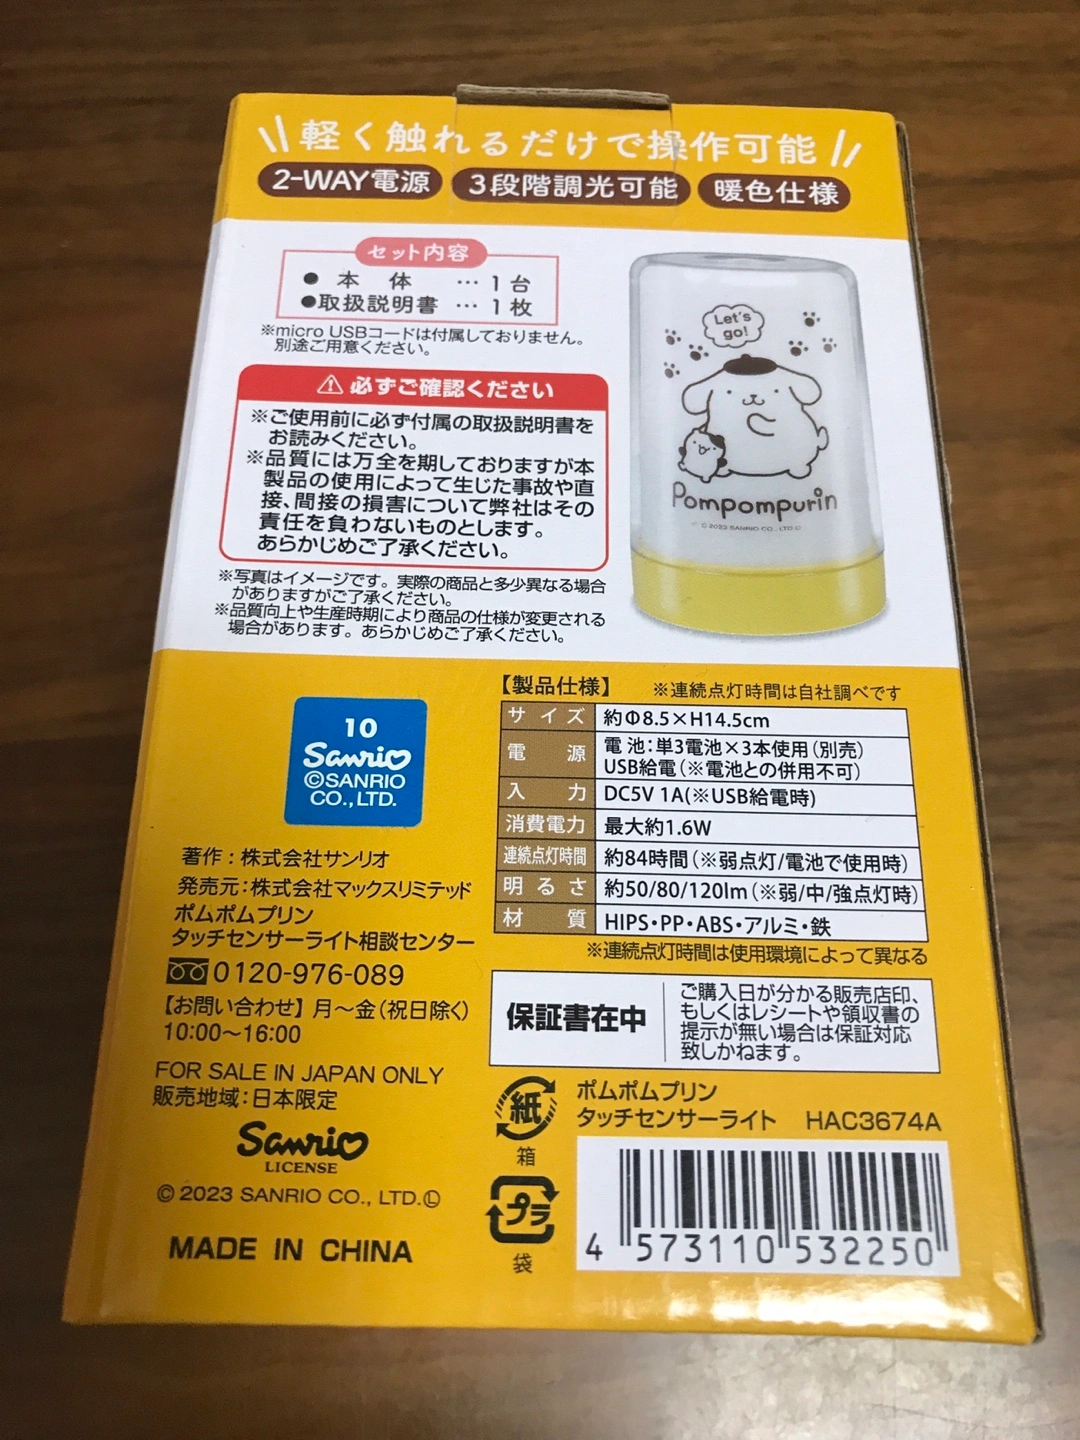 軽く触れるだけで操作可能
2-WAY電源 3段階調光可能 暖色仕様
セット内容
● 本 体 … 1台
●取扱説明書 … 1枚
※micro USBコードは付属しておりません。
別途ご用意ください。
⚠ 必ずご確認ください
※ご使用前に必ず付属の取扱説明書を
お読みください。
※品質には万全を期しておりますが本
製品の使用によって生じた事故や直
接、間接の損害について弊社はその
責任を負わないものとします。
あらかじめご了承ください。
※写真はイメージです。実際の商品と多少異なる場合
がありますがご了承ください。
※品質向上や生産時期により商品の仕様が変更される
場合があります。あらかじめご了承ください。
Let's
go!
Pompompurin
©2023 SANRIO CO., LTD.Ⓛ
【製品仕様】 ※連続点灯時間は自社調べです
サイズ 約Φ8.5×H14.5cm
電源 電池：単3電池×3本使用（別売）
USB給電（※電池との併用不可）
入力 DC5V 1A(※USB給電時)
消費電力 最大約1.6W
連続点灯時間 約84時間（※弱点灯/電池で使用時）
明るさ 約50/80/120lm（※弱/中/強点灯時）
材質 HIPS・PP・ABS・アルミ・鉄
※連続点灯時間は使用環境によって異なる
10
Sanrio
©SANRIO
CO., LTD.
著作：株式会社サンリオ
発売元：株式会社マックスリミテッド
ポムポムプリン
タッチセンサーライト相談センター
0120-976-089
【お問い合わせ】月〜金（祝日除く）
10:00〜16:00
FOR SALE IN JAPAN ONLY
販売地域：日本限定
Sanrio
LICENSE
© 2023 SANRIO CO., LTD.Ⓛ
MADE IN CHINA
保証書在中
ご購入日が分かる販売店印、
もしくはレシートや領収書の
提示が無い場合は保証対応
致しかねます。
紙
箱
プラ
袋
ポムポムプリン
タッチセンサーライト HAC3674A
4 573110 532250